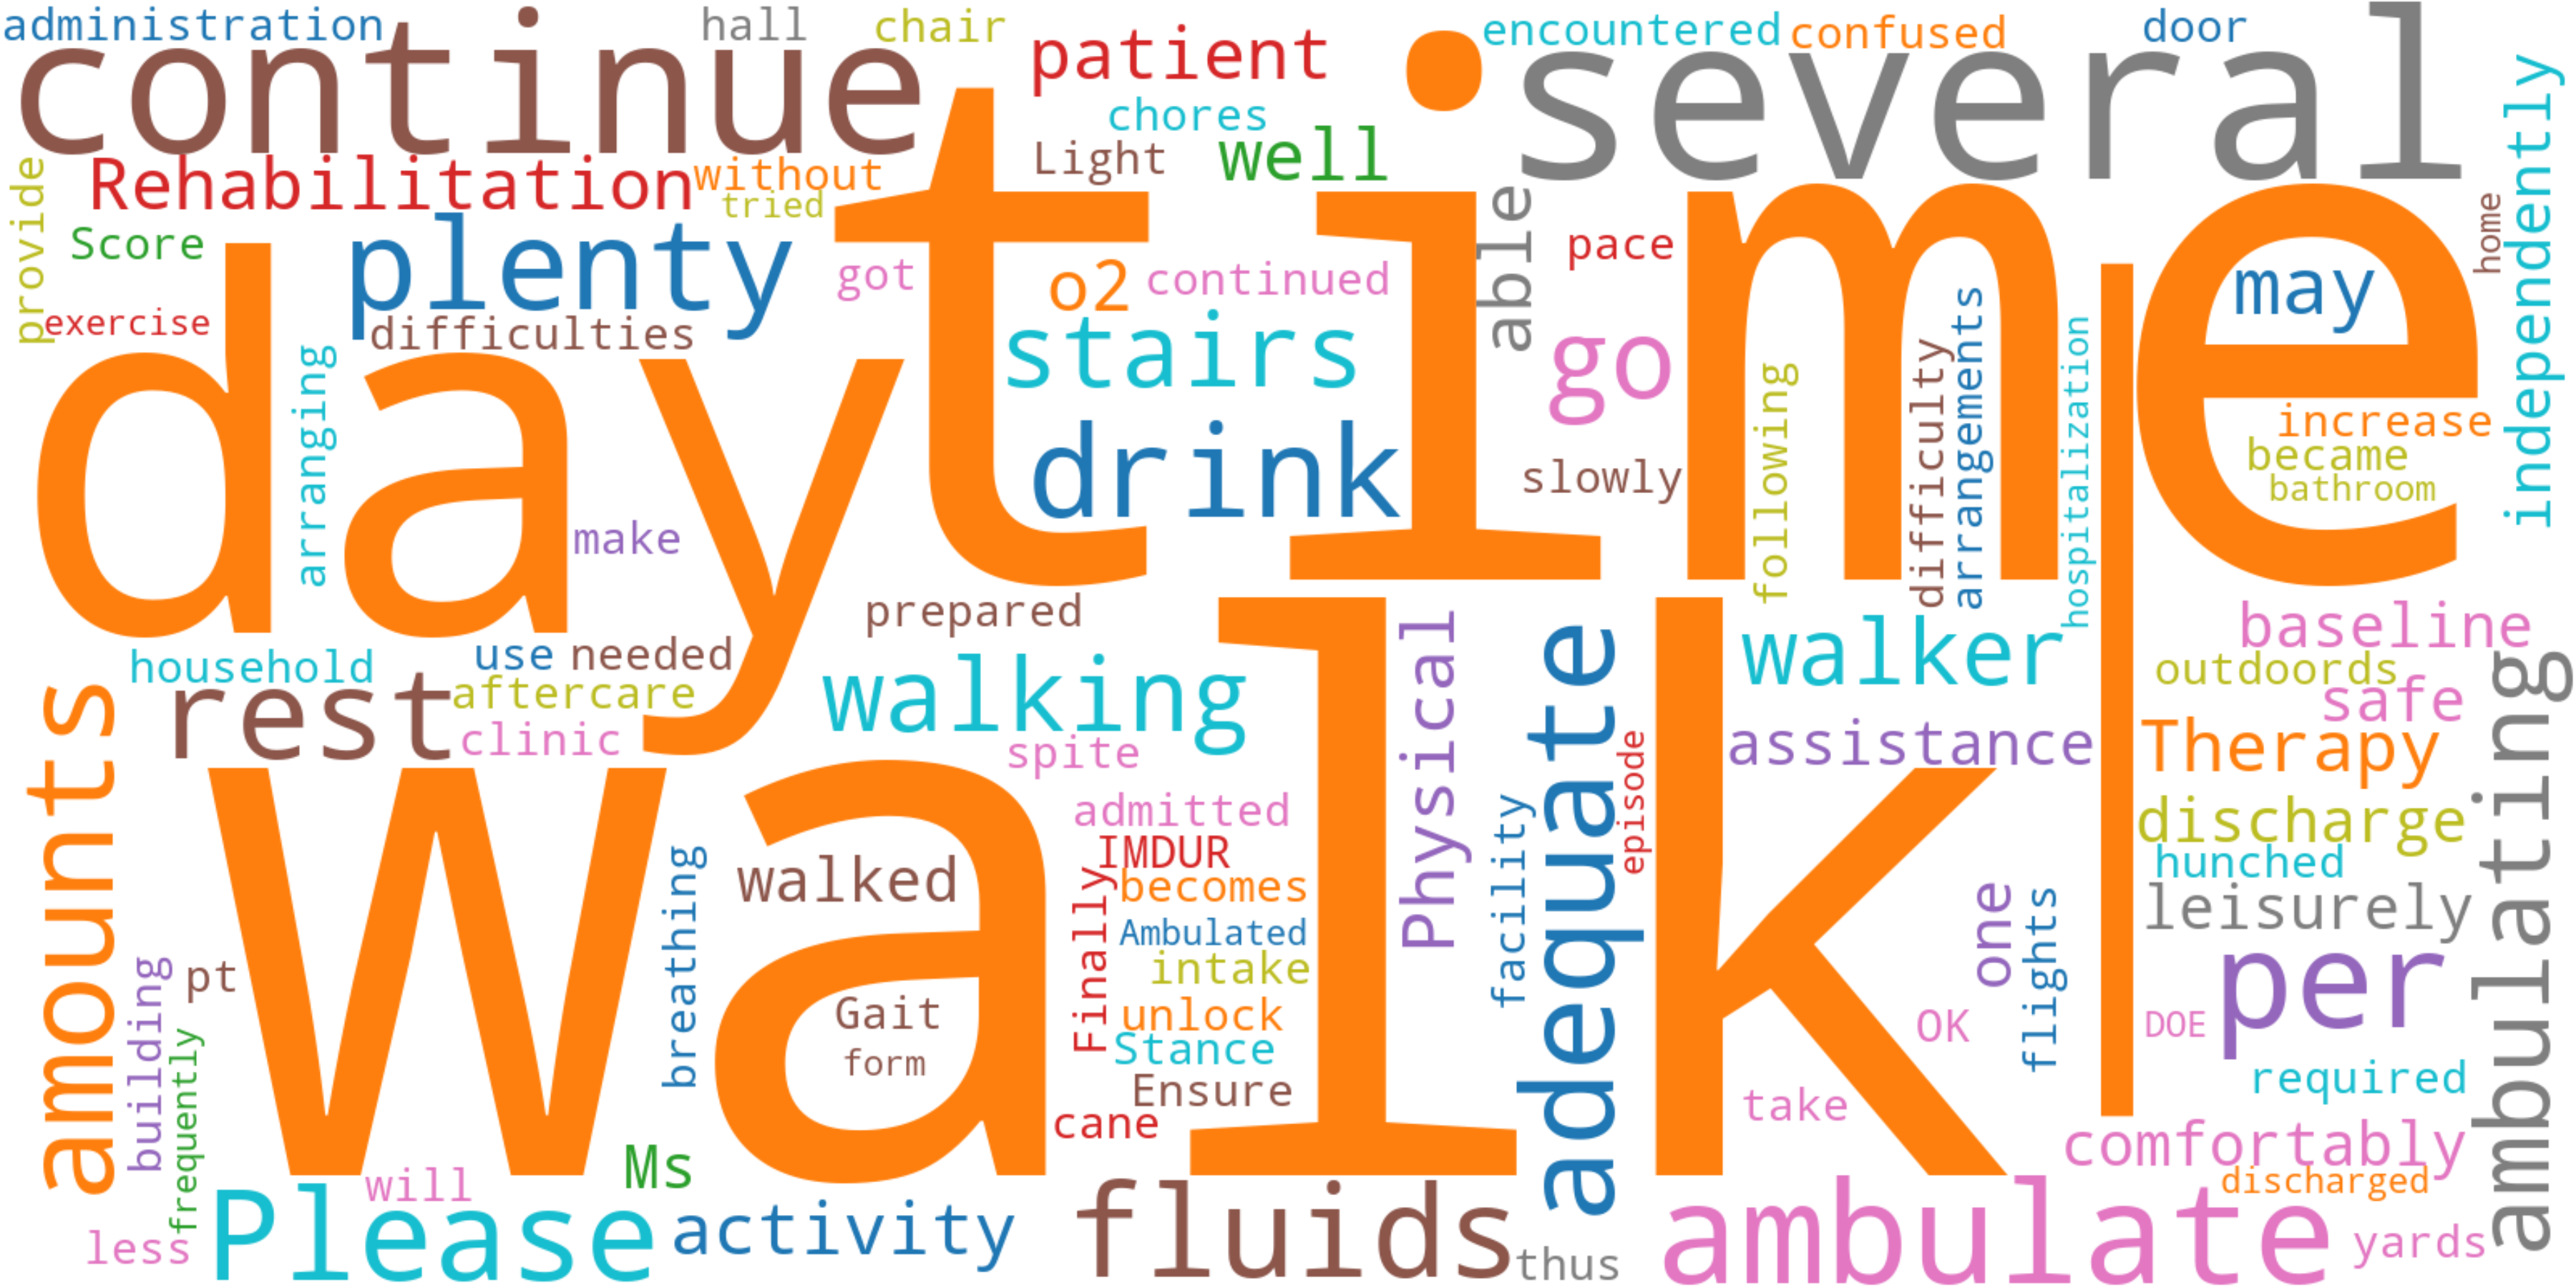 administration
hall
chair
patient
encountered
confused
door
continue
several
chores
independently
Light
well
Rehabilitation
without
tried
provide
able
time
home
Score
plenty
got
o2
continued
pace
may
exercise
difficulties
stairs
go
day
arranging
drink
slowly
following
difficulty
arrangements
hospitalization
increase
became
bathroom
make
prepared
household
use
needed
walking
Physical
adequate
walker
baseline
outdoords
safe
amounts
rest
aftercare
clinic
spite
assistance
Therapy
ambulating
walk
l
admitted
episode
discharge
walked
IMDUR
becomes
facility
hunched
leisurely
breathing
Finally
Ambulated
intake
one
flights
per
building
pt
Gait
unlock
OK
DOE
frequently
form
Stance
Ensure
cane
take
required
comfortably
Ms
discharged
will
less
Please
activity
fluids
thus
ambulate
yards